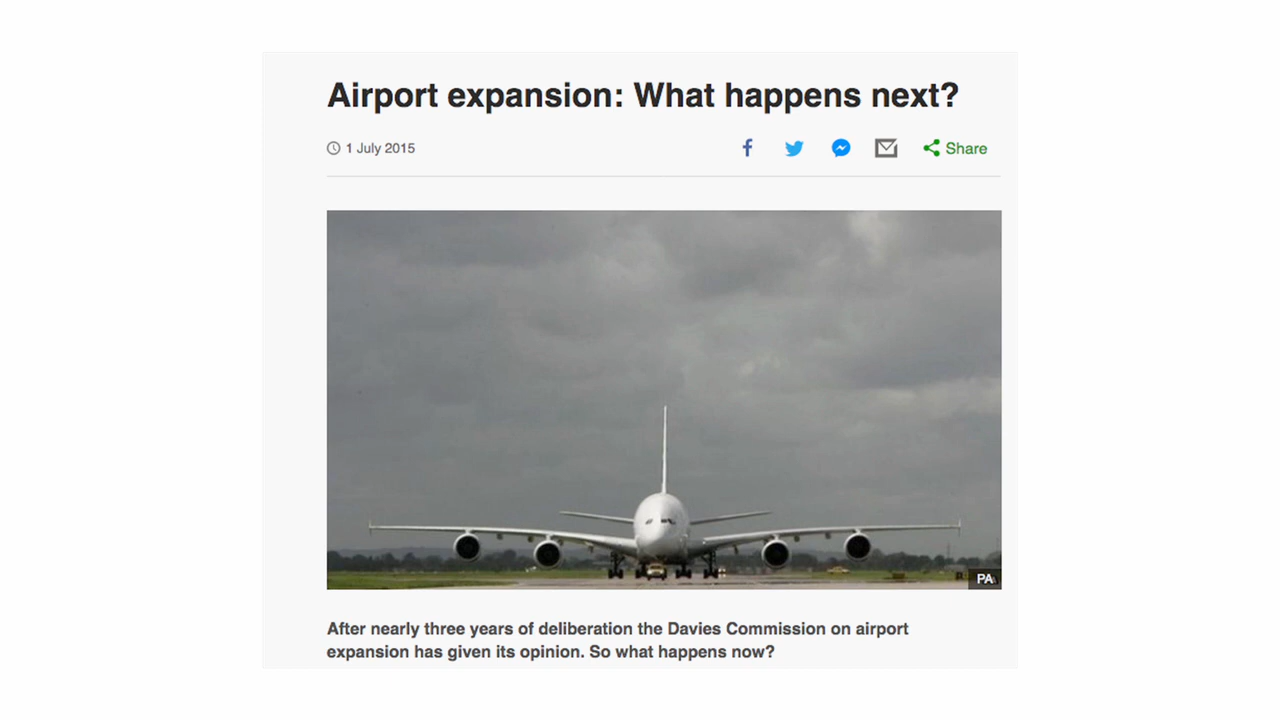 Airport expansion: What happens next?
1 July 2015
Share
PA
After nearly three years of deliberation the Davies Commission on airport
expansion has given its opinion. So what happens now?